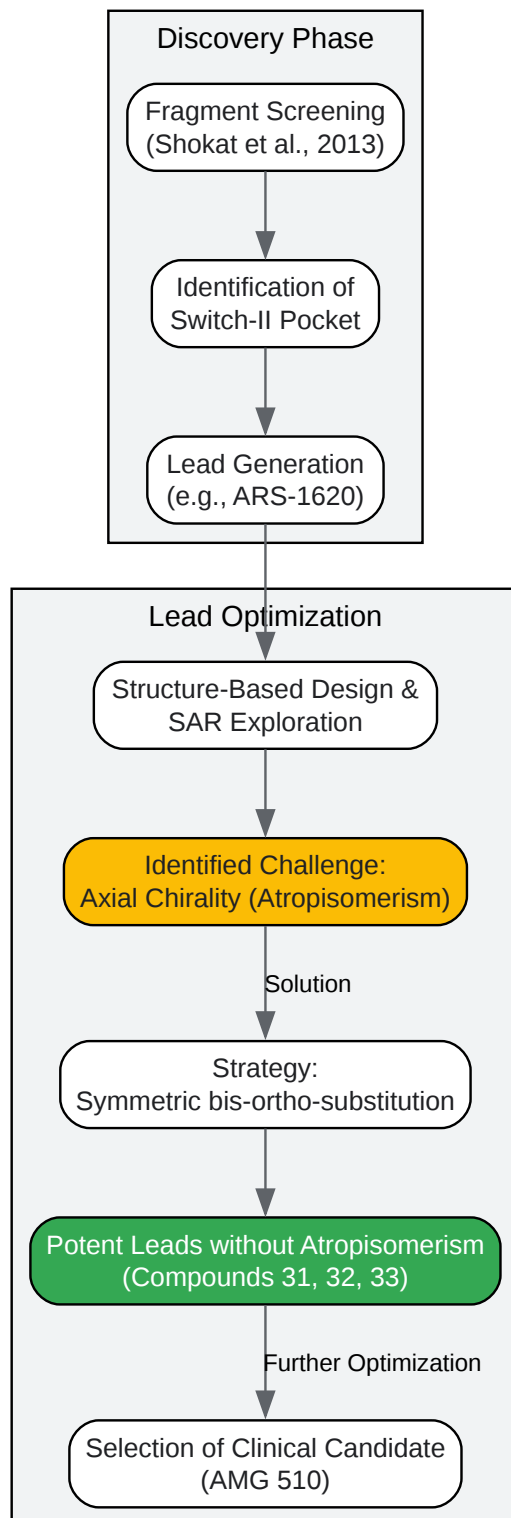 Discovery Phase
Fragment Screening
(Shokat et al., 2013)
Identification of
Switch-II Pocket
Lead Generation
(e.g., ARS-1620)
Lead Optimization
Structure-Based Design &
SAR Exploration
Identified Challenge:
Axial Chirality (Atropisomerism)
Solution
Strategy:
Symmetric bis-ortho-substitution
Potent Leads without Atropisomerism
(Compounds 31, 32, 33)
Further Optimization
Selection of Clinical Candidate
(AMG 510)